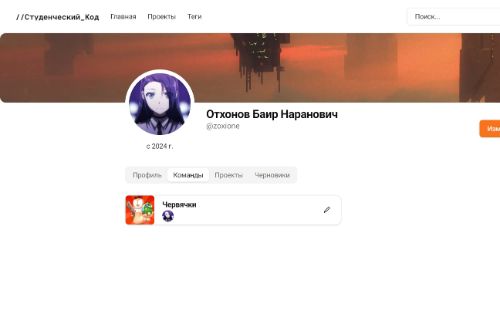 //Студенческий_Код Главная Проекты Теги Поиск...
Отхонов Баир Наранович
@zoxione
Изм
с 2024 г.
Профиль Команды Проекты Черновики
Червячки